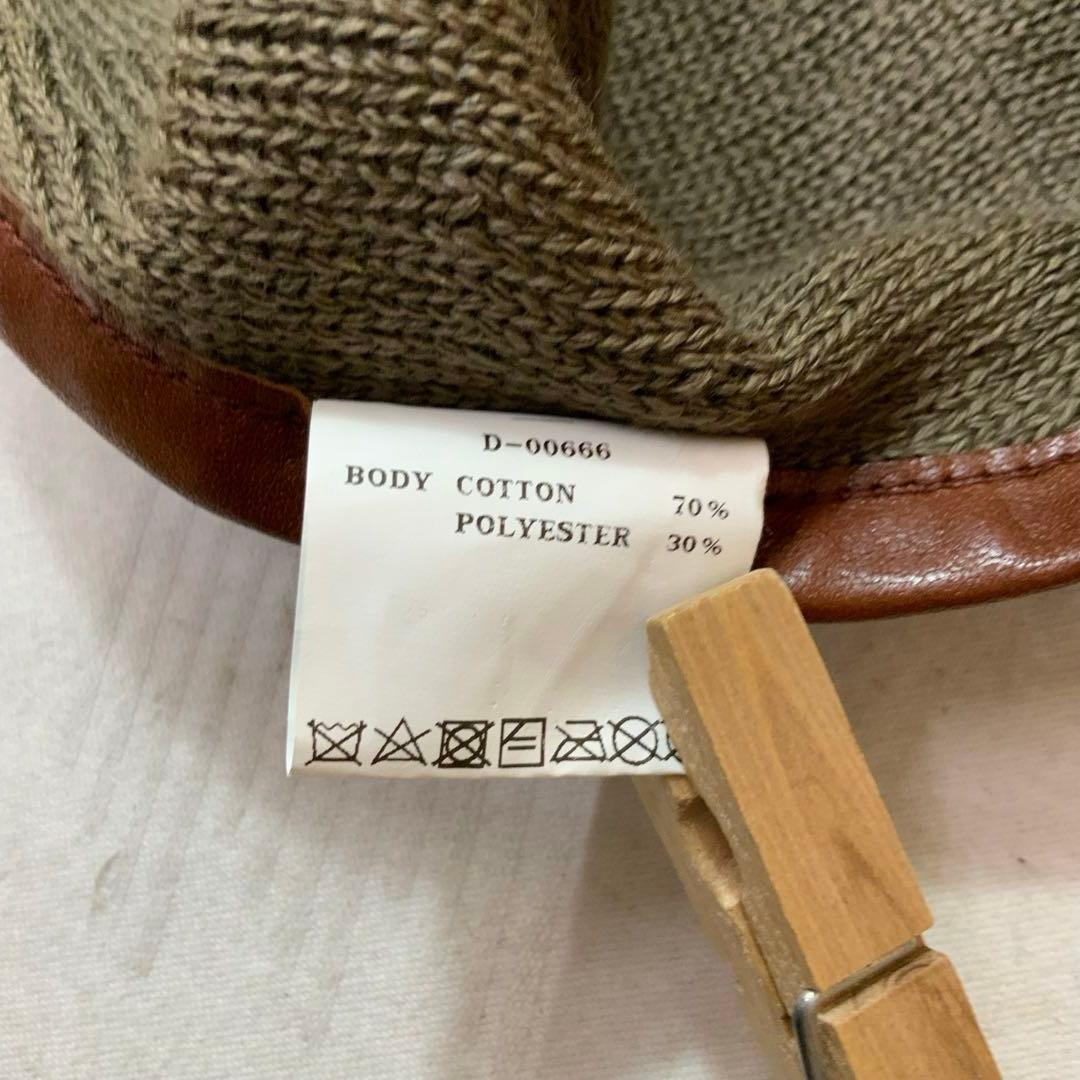 D-00666
BODY COTTON 70%
POLYESTER 30%